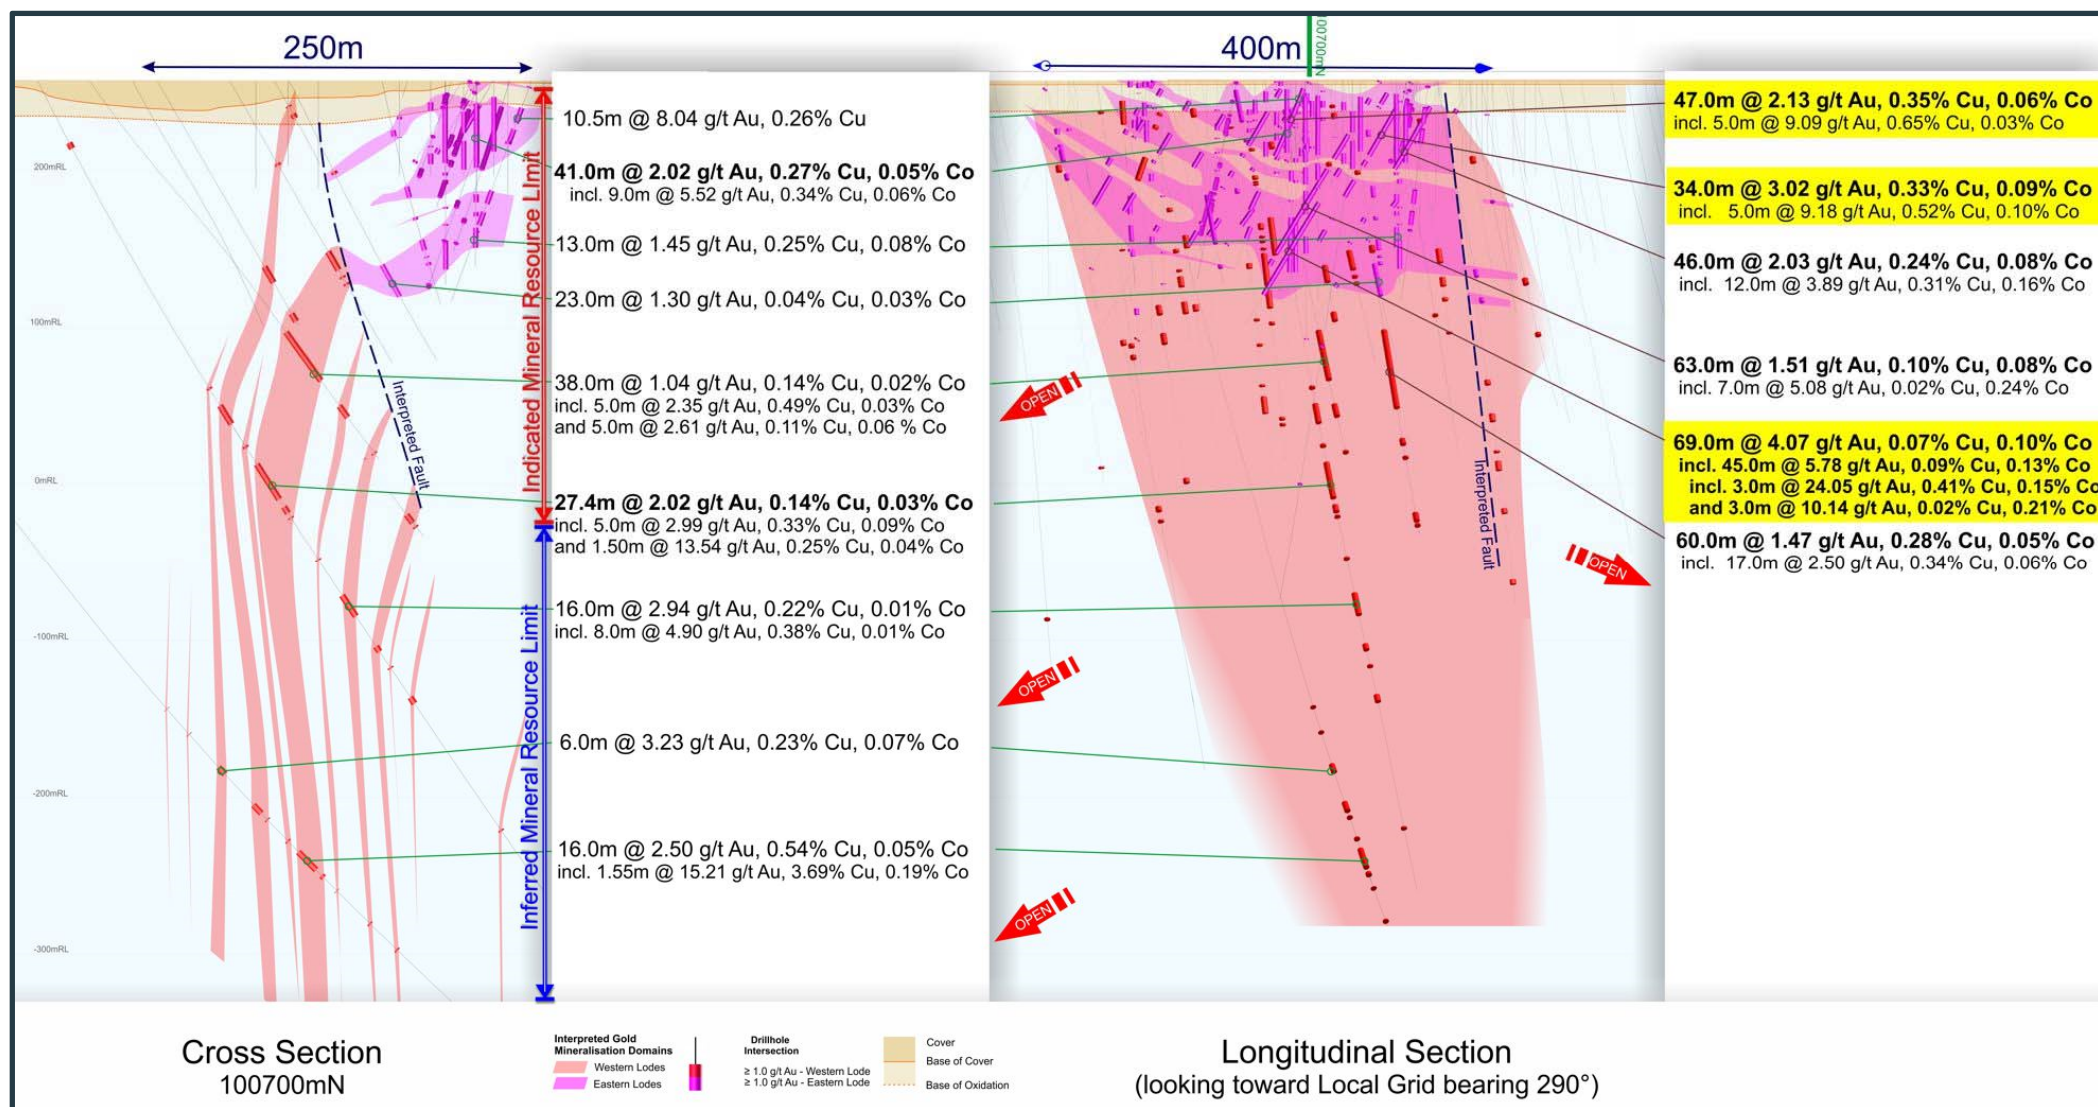 250m
400m
100700mN
10.5m @ 8.04 g/t Au, 0.26% Cu
41.0m @ 2.02 g/t Au, 0.27% Cu, 0.05% Co
incl. 9.0m @ 5.52 g/t Au, 0.34% Cu, 0.06% Co
13.0m @ 1.45 g/t Au, 0.25% Cu, 0.08% Co
23.0m @ 1.30 g/t Au, 0.04% Cu, 0.03% Co
38.0m @ 1.04 g/t Au, 0.14% Cu, 0.02% Co
incl. 5.0m @ 2.35 g/t Au, 0.49% Cu, 0.03% Co
and 5.0m @ 2.61 g/t Au, 0.11% Cu, 0.06 % Co
27.4m @ 2.02 g/t Au, 0.14% Cu, 0.03% Co
incl. 5.0m @ 2.99 g/t Au, 0.33% Cu, 0.09% Co
and 1.50m @ 13.54 g/t Au, 0.25% Cu, 0.04% Co
16.0m @ 2.94 g/t Au, 0.22% Cu, 0.01% Co
incl. 8.0m @ 4.90 g/t Au, 0.38% Cu, 0.01% Co
6.0m @ 3.23 g/t Au, 0.23% Cu, 0.07% Co
16.0m @ 2.50 g/t Au, 0.54% Cu, 0.05% Co
incl. 1.55m @ 15.21 g/t Au, 3.69% Cu, 0.19% Co
200mRL
100mRL
0mRL
-100mRL
-200mRL
-300mRL
Interpreted Fault
Indicated Mineral Resource LImit
Inferred Mineral Resource Limit
OPEN
OPEN
OPEN
Interpreted Fault
OPEN
47.0m @ 2.13 g/t Au, 0.35% Cu, 0.06% Co
incl. 5.0m @ 9.09 g/t Au, 0.65% Cu, 0.03% Co
34.0m @ 3.02 g/t Au, 0.33% Cu, 0.09% Co
incl. 5.0m @ 9.18 g/t Au, 0.52% Cu, 0.10% Co
46.0m @ 2.03 g/t Au, 0.24% Cu, 0.08% Co
incl. 12.0m @ 3.89 g/t Au, 0.31% Cu, 0.16% Co
63.0m @ 1.51 g/t Au, 0.10% Cu, 0.08% Co
incl. 7.0m @ 5.08 g/t Au, 0.02% Cu, 0.24% Co
69.0m @ 4.07 g/t Au, 0.07% Cu, 0.10% Co
incl. 45.0m @ 5.78 g/t Au, 0.09% Cu, 0.13% Co
incl. 3.0m @ 24.05 g/t Au, 0.41% Cu, 0.15% Co
and 3.0m @ 10.14 g/t Au, 0.02% Cu, 0.21% Co
60.0m @ 1.47 g/t Au, 0.28% Cu, 0.05% Co
incl. 17.0m @ 2.50 g/t Au, 0.34% Cu, 0.06% Co
Cross Section
100700mN
Interpreted Gold
Mineralisation Domains
Western Lodes
Eastern Lodes
Drillhole
Intersection
≥ 1.0 g/t Au - Western Lode
≥ 1.0 g/t Au - Eastern Lode
Cover
Base of Cover
Base of Oxidation
Longitudinal Section
(looking toward Local Grid bearing 290°)